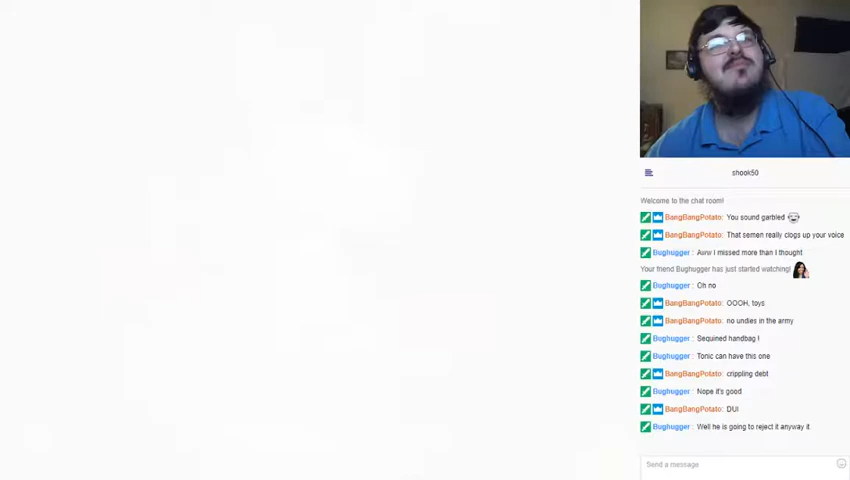 shook50
Welcome to the chat room!
BangBangPotato: You sound garbled
BangBangPotato: That semen really clogs up your voice
Bughugger : Aww I missed more than I thought
Your friend Bughugger has just started watching!
Bughugger : Oh no
BangBangPotato: OOOH, toys
BangBangPotato: no undies in the army
Bughugger : Sequined handbag !
Bughugger : Tonic can have this one
BangBangPotato: crippling debt
Bughugger : Nope it's good
BangBangPotato: DUI
Bughugger : Well he is going to reject it anyway it
Send a message